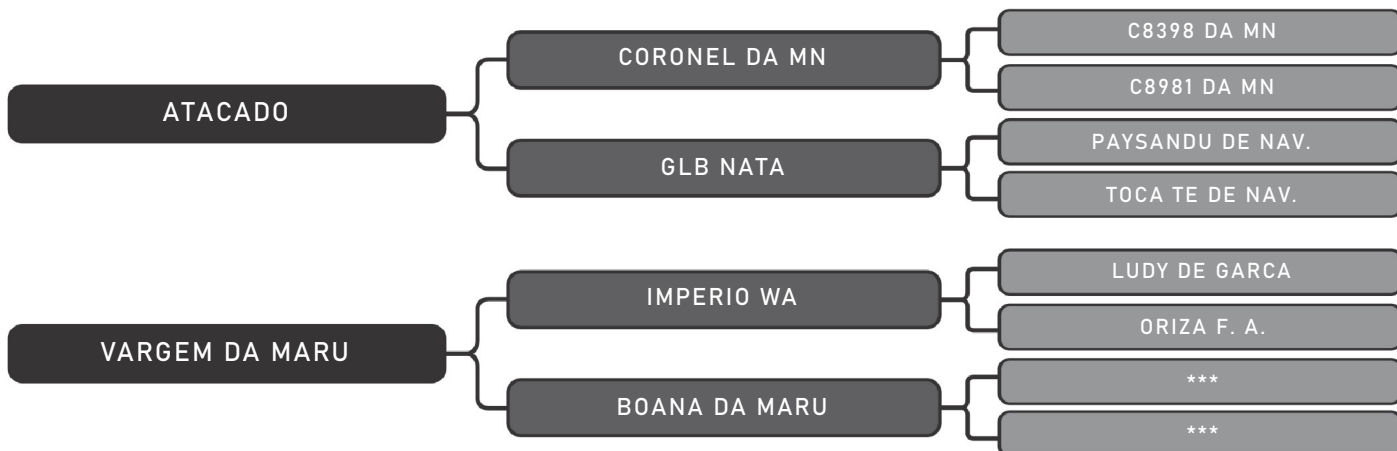 ATACADO
CORONEL DA MN
C8398 DA MN
C8981 DA MN
GLB NATA
PAYSANDU DE NAV.
TOCA TE DE NAV.
VARGEM DA MARU
IMPERIO WA
LUDY DE GARCA
ORIZA F. A.
BOANA DA MARU
***
***